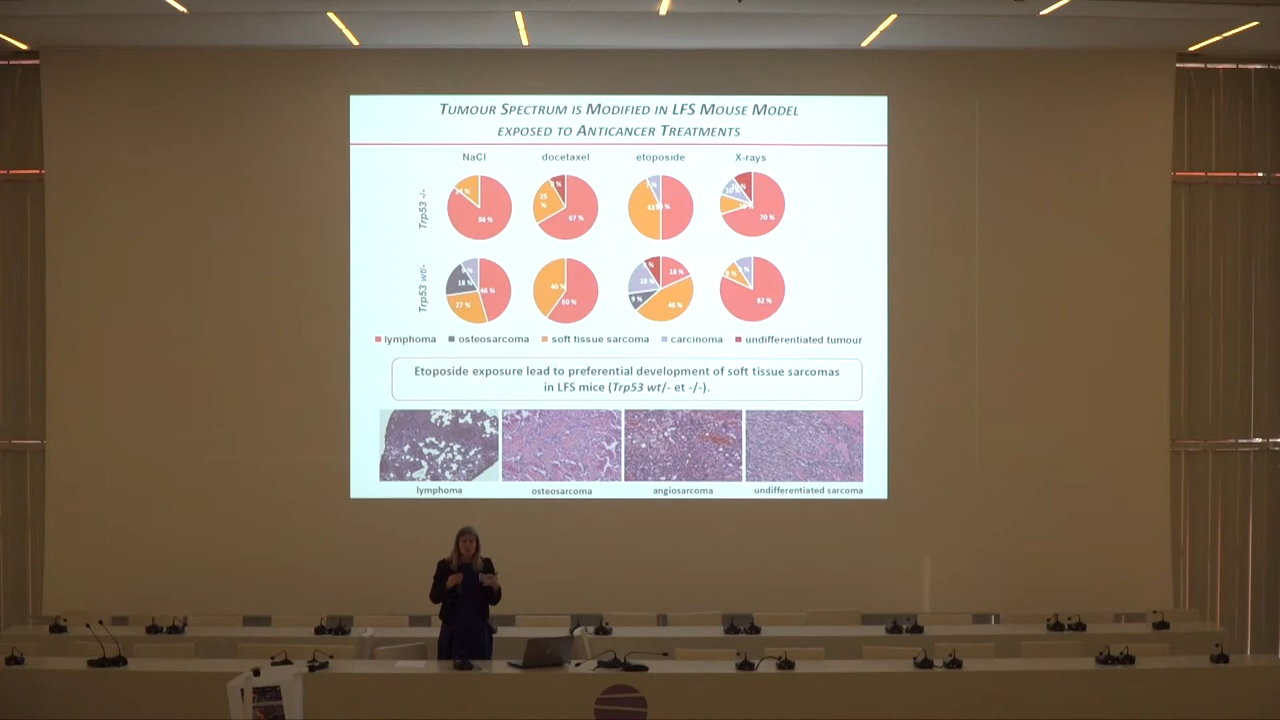 TUMOUR SPECTRUM IS MODIFIED IN LFS MOUSE MODEL
EXPOSED TO ANTICANCER TREATMENTS
NaCl docetaxel etoposide X-rays
Trp53 -/-
86 % 67 % 70 %
Trp53 wt/-
46 % 18 % 27 % 60 % 40 % 18 % 46 % 9 % 18 % 82 %
lymphoma osteosarcoma soft tissue sarcoma carcinoma undifferentiated tumour
Etoposide exposure lead to preferential development of soft tissue sarcomas
in LFS mice (Trp53 wt/- et -/-).
lymphoma osteosarcoma angiosarcoma undifferentiated sarcoma